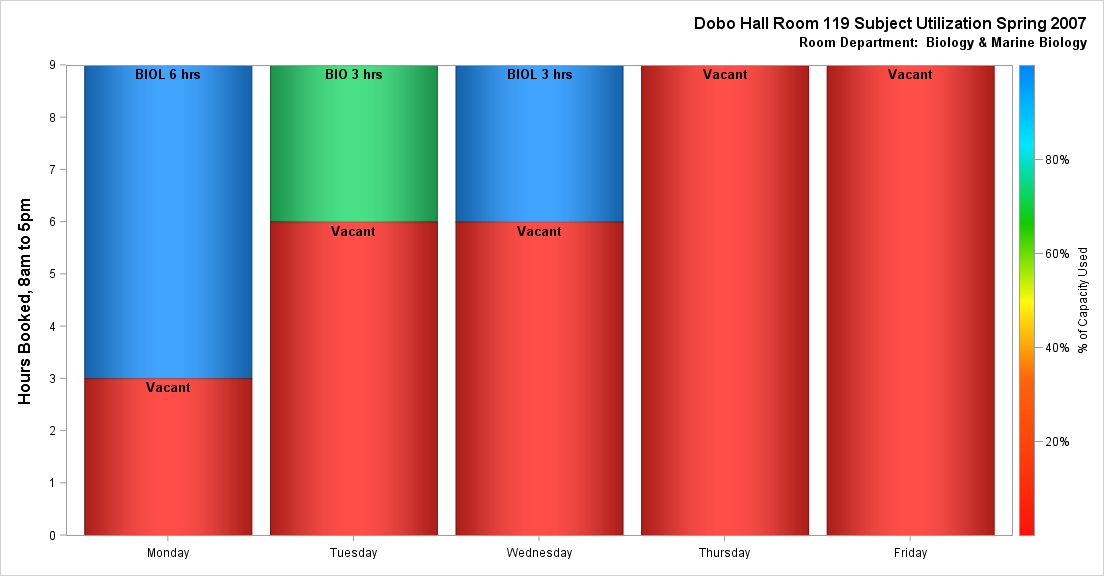 Dobo Hall Room 119 Subject Utilization Spring 2007
Room Department:  Biology & Marine Biology
Hours Booked, 8am to 5pm
9
8
7
6
5
4
3
2
1
0
BIOL 6 hrs
Vacant
BIO 3 hrs
Vacant
BIOL 3 hrs
Vacant
Vacant
Vacant
Monday
Tuesday
Wednesday
Thursday
Friday
80%
60%
40%
20%
% of Capacity Used